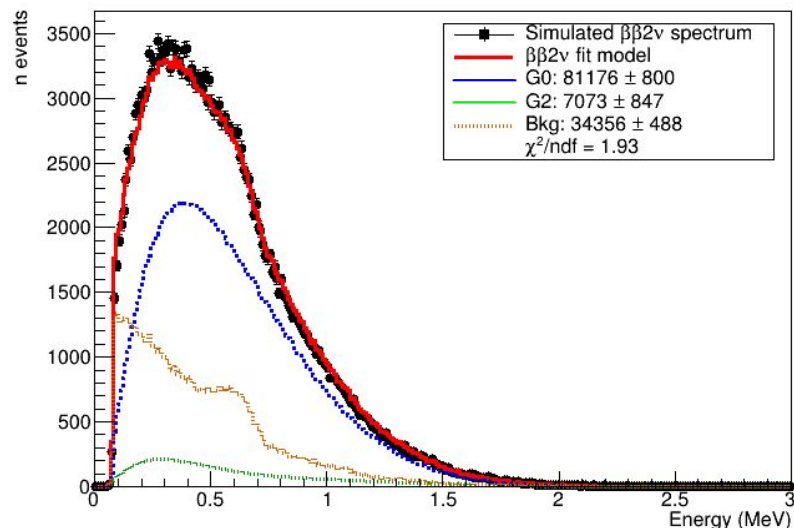 n events
3500
3000
2500
2000
1500
1000
500
0
Simulated ββ2ν spectrum
ββ2ν fit model
G0: 81176 ± 800
G2: 7073 ± 847
Bkg: 34356 ± 488
χ²/ndf = 1.93
0 0.5 1 1.5 2 2.5 3
Energy (MeV)